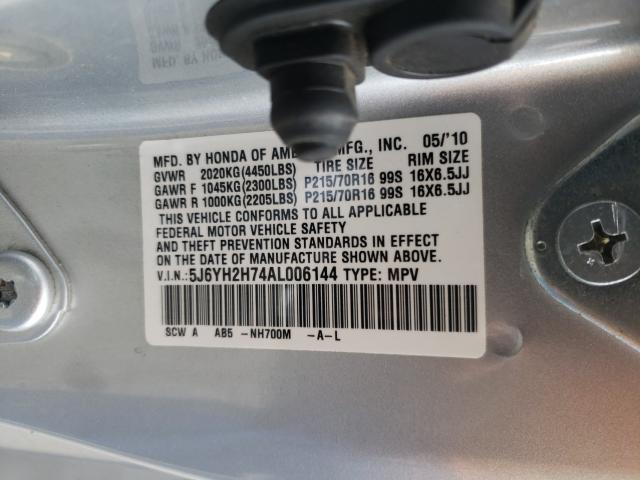 MFD. BY HONDA OF AM MFG., INC. 05/'10
GVWR 2020KG(4450LBS) TIRE SIZE RIM SIZE
GAWR F 1045KG(2300LBS) P215/70R16 99S 16X6.5JJ
GAWR R 1000KG(2205LBS) P215/70R16 99S 16X6.5JJ
THIS VEHICLE CONFORMS TO ALL APPLICABLE
FEDERAL MOTOR VEHICLE SAFETY
AND THEFT PREVENTION STANDARDS IN EFFECT
ON THE DATE OF MANUFACTURE SHOWN ABOVE.
V.I.N.:5J6YH2H74AL006144 TYPE: MPV
SCW A AB5 -NH700M -A-L